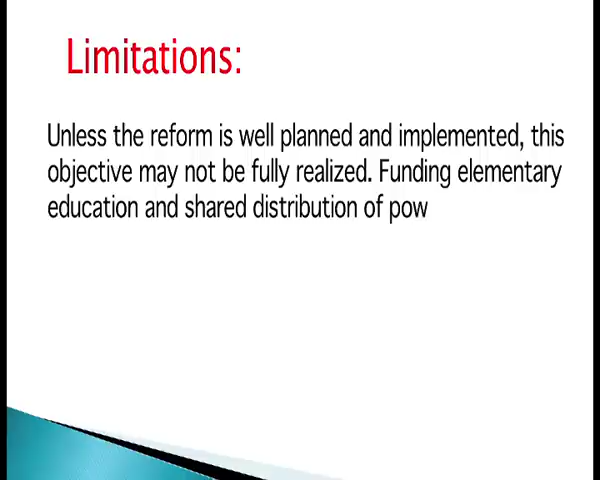 Limitations:
Unless the reform is well planned and implemented, this
objective may not be fully realized. Funding elementary
education and shared distribution of pow